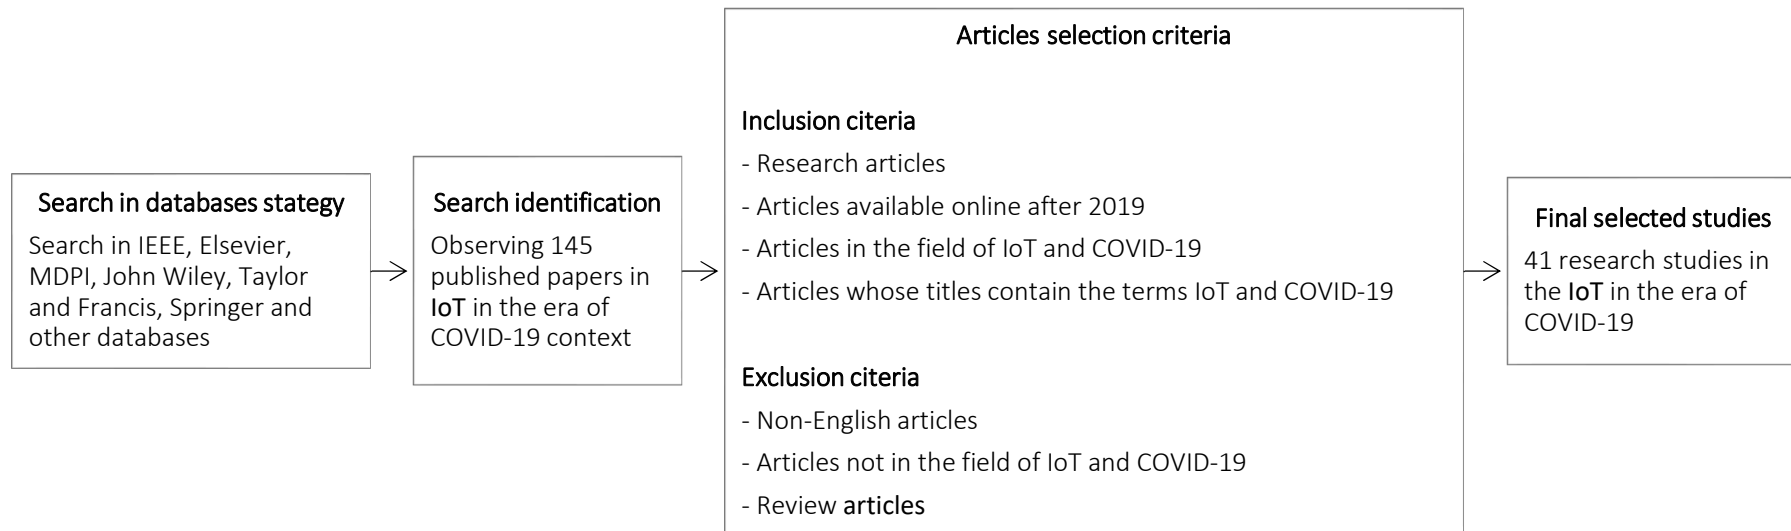 Search in databases stategy
Search in IEEE, Elsevier,
MDPI, John Wiley, Taylor
and Francis, Springer and
other databases
Search identification
Observing 145
published papers in
IoT in the era of
COVID-19 context
Articles selection criteria
Inclusion citeria
- Research articles
- Articles available online after 2019
- Articles in the field of IoT and COVID-19
- Articles whose titles contain the terms IoT and COVID-19
Exclusion citeria
- Non-English articles
- Articles not in the field of IoT and COVID-19
- Review articles
Final selected studies
41 research studies in
the IoT in the era of
COVID-19